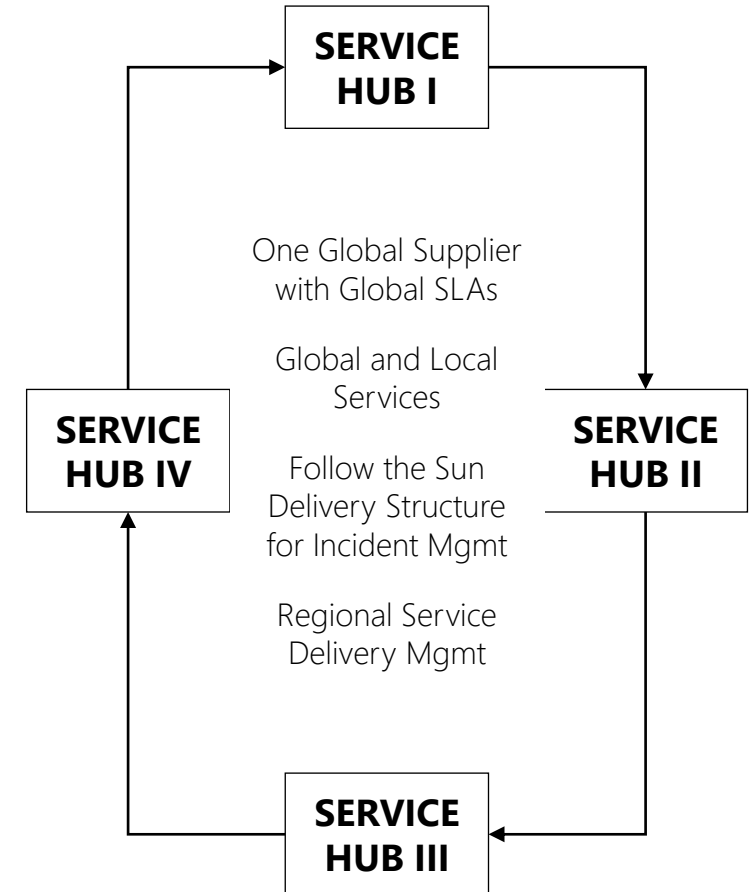 SERVICE
HUB I
One Global Supplier
with Global SLAs
Global and Local
Services
SERVICE
HUB IV
SERVICE
HUB II
Follow the Sun
Delivery Structure
for Incident Mgmt
Regional Service
Delivery Mgmt
SERVICE
HUB III